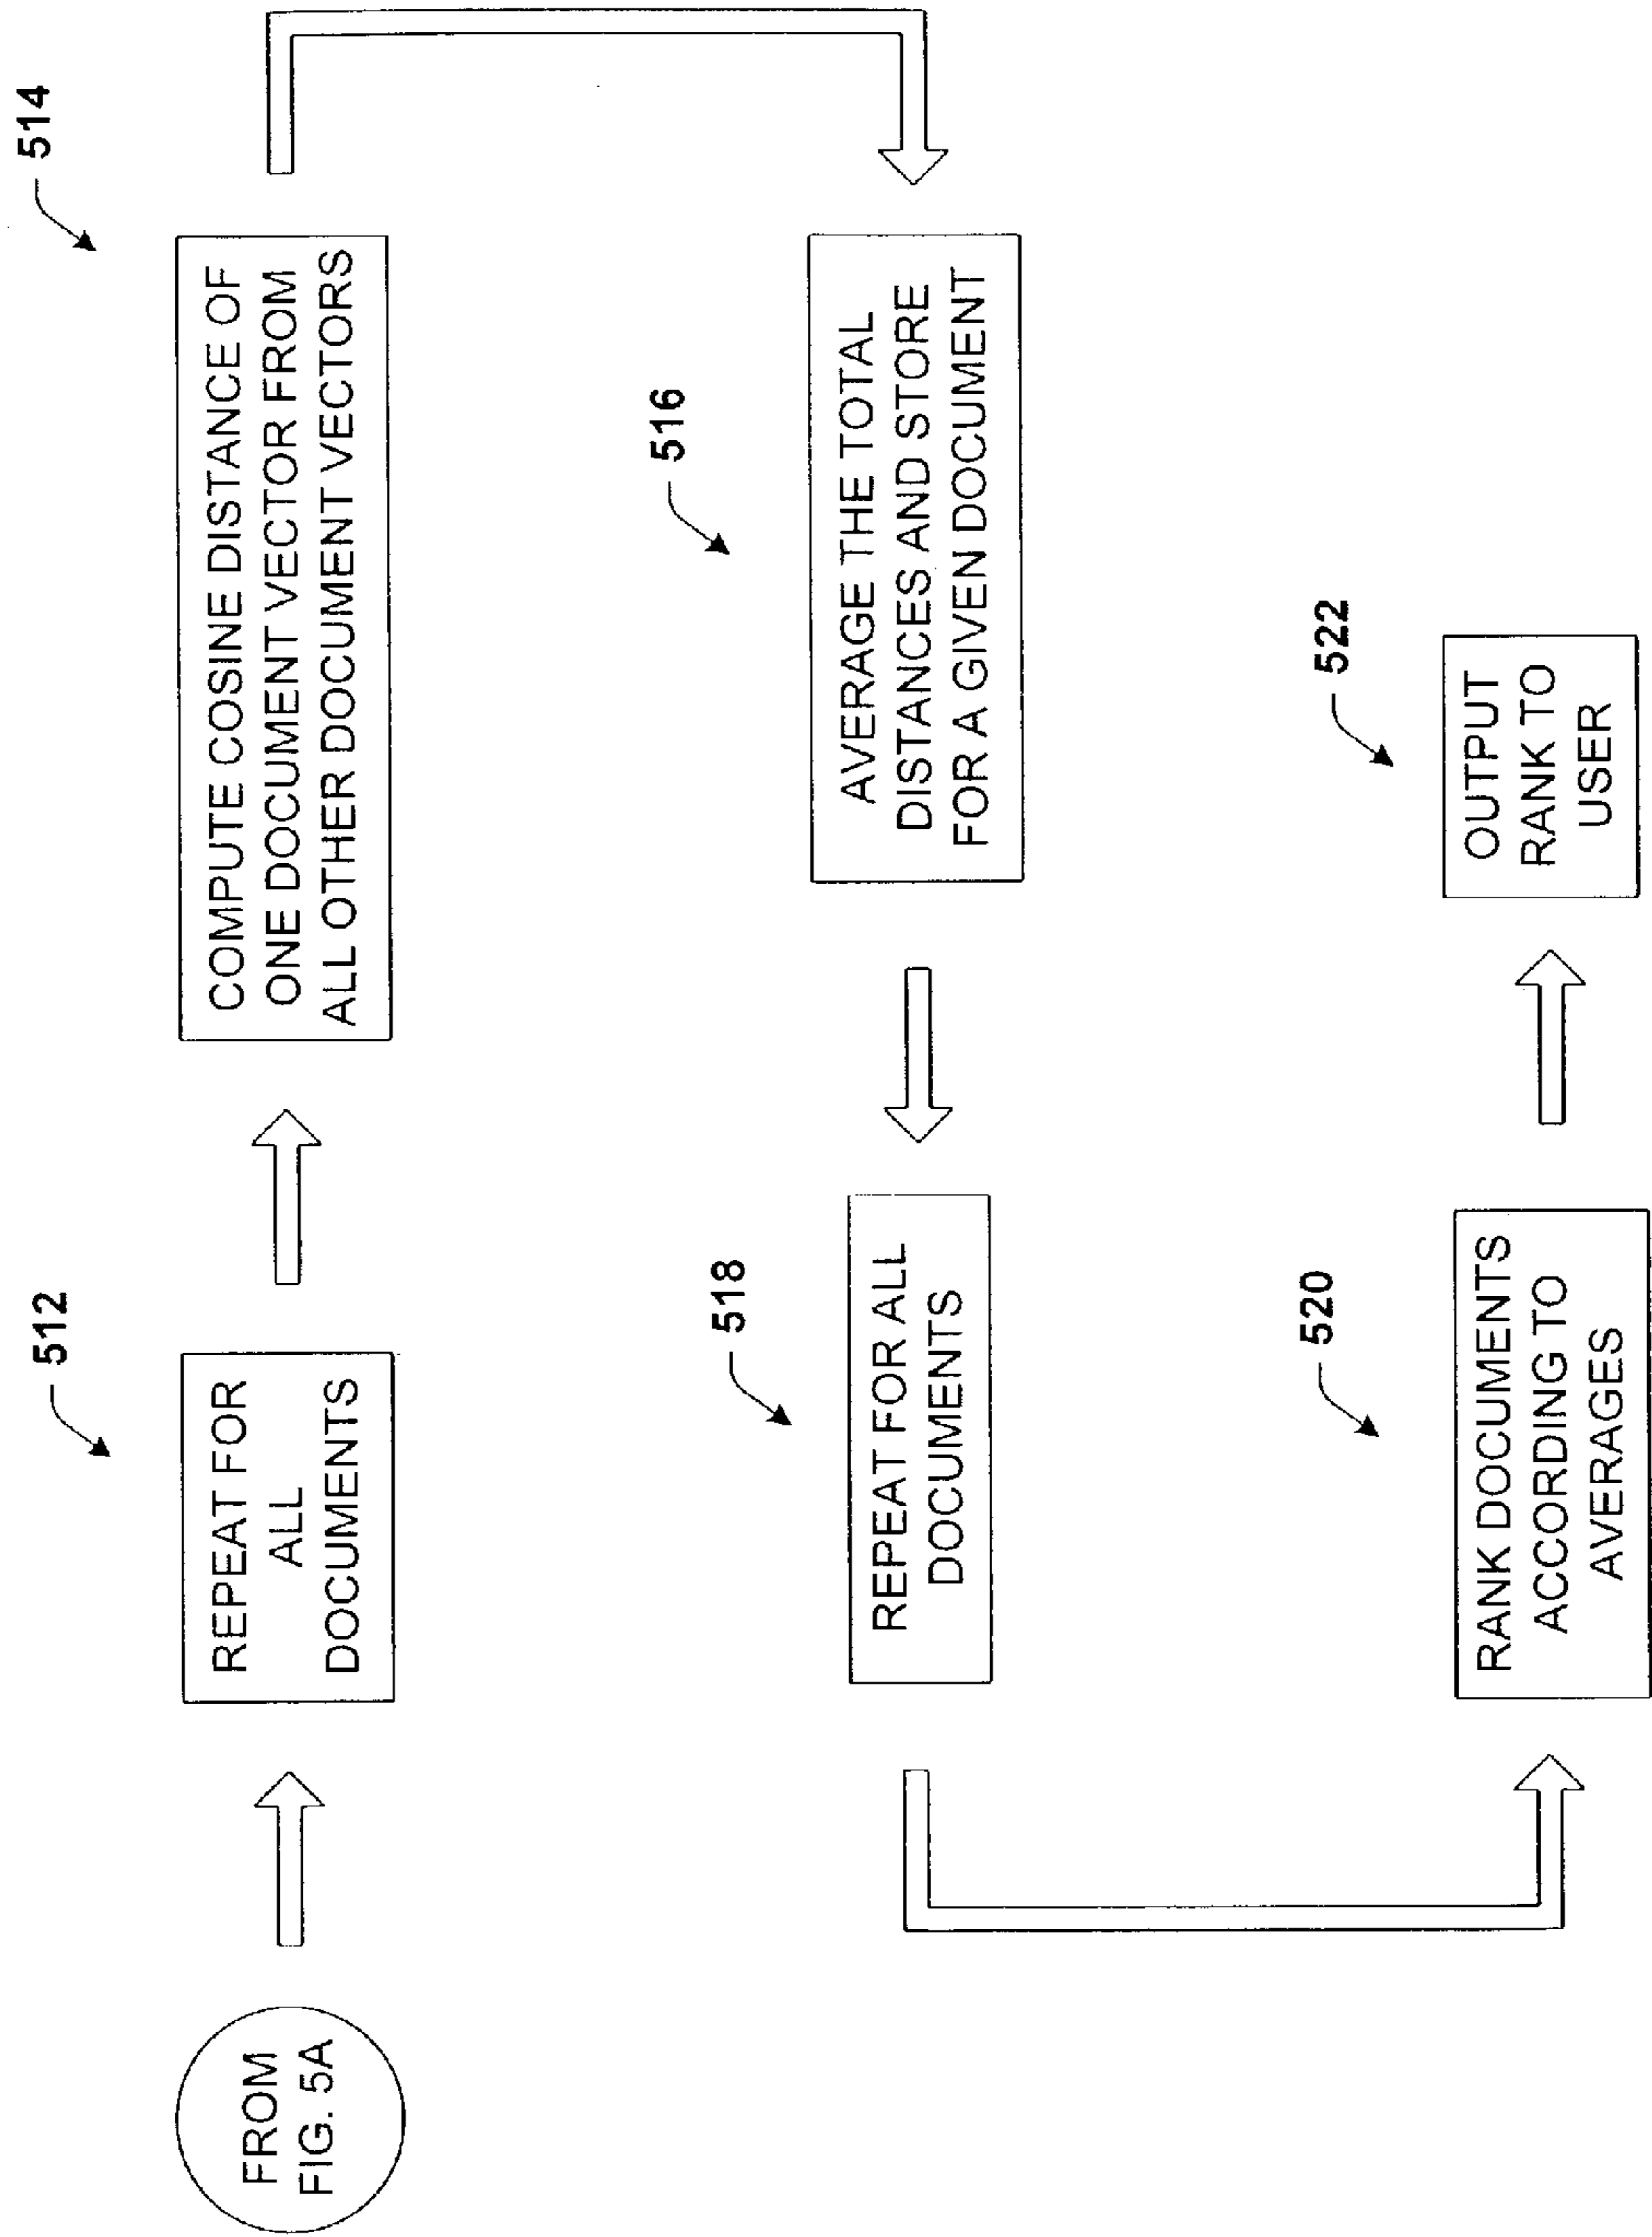 FROM
FIG. 5A
512
REPEAT FOR
ALL
DOCUMENTS
514
COMPUTE COSINE DISTANCE OF
ONE DOCUMENT VECTOR FROM
ALL OTHER DOCUMENT VECTORS
516
AVERAGE THE TOTAL
DISTANCES AND STORE
FOR A GIVEN DOCUMENT
518
REPEAT FOR ALL
DOCUMENTS
520
RANK DOCUMENTS
ACCORDING TO
AVERAGES
522
OUTPUT
RANK TO
USER